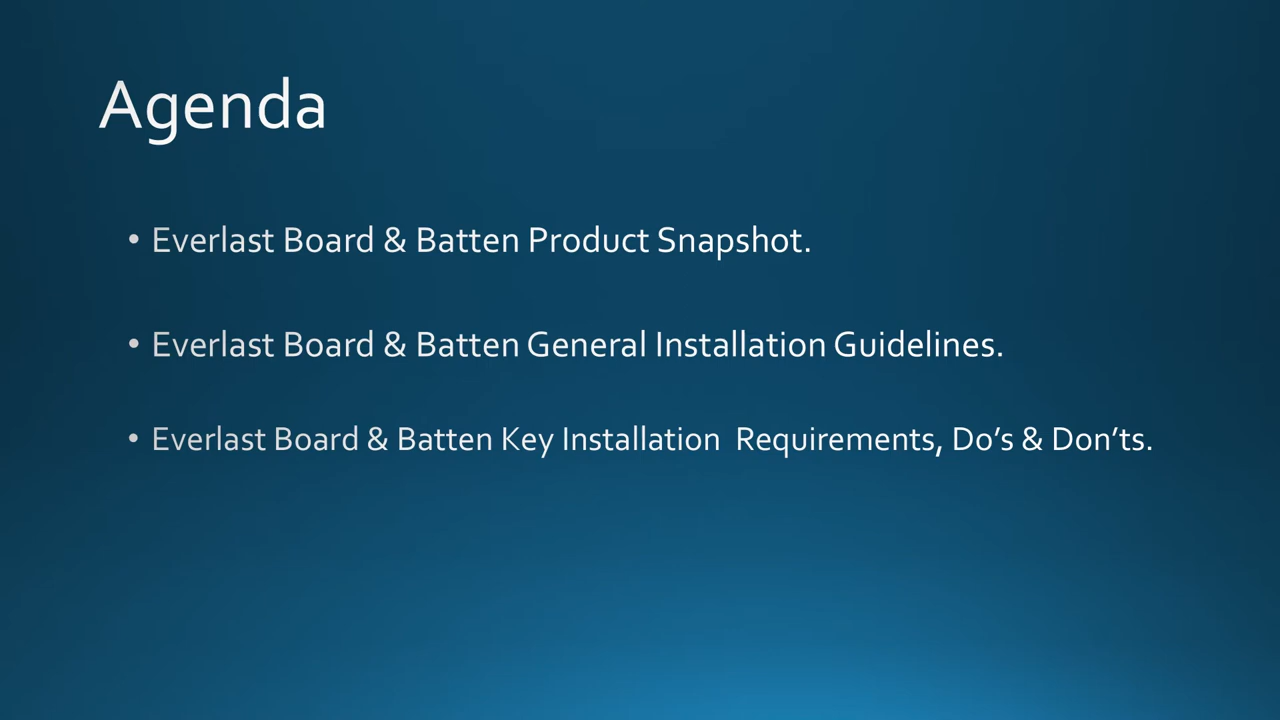 Agenda
• Everlast Board & Batten Product Snapshot.
• Everlast Board & Batten General Installation Guidelines.
• Everlast Board & Batten Key Installation  Requirements, Do’s & Don’ts.